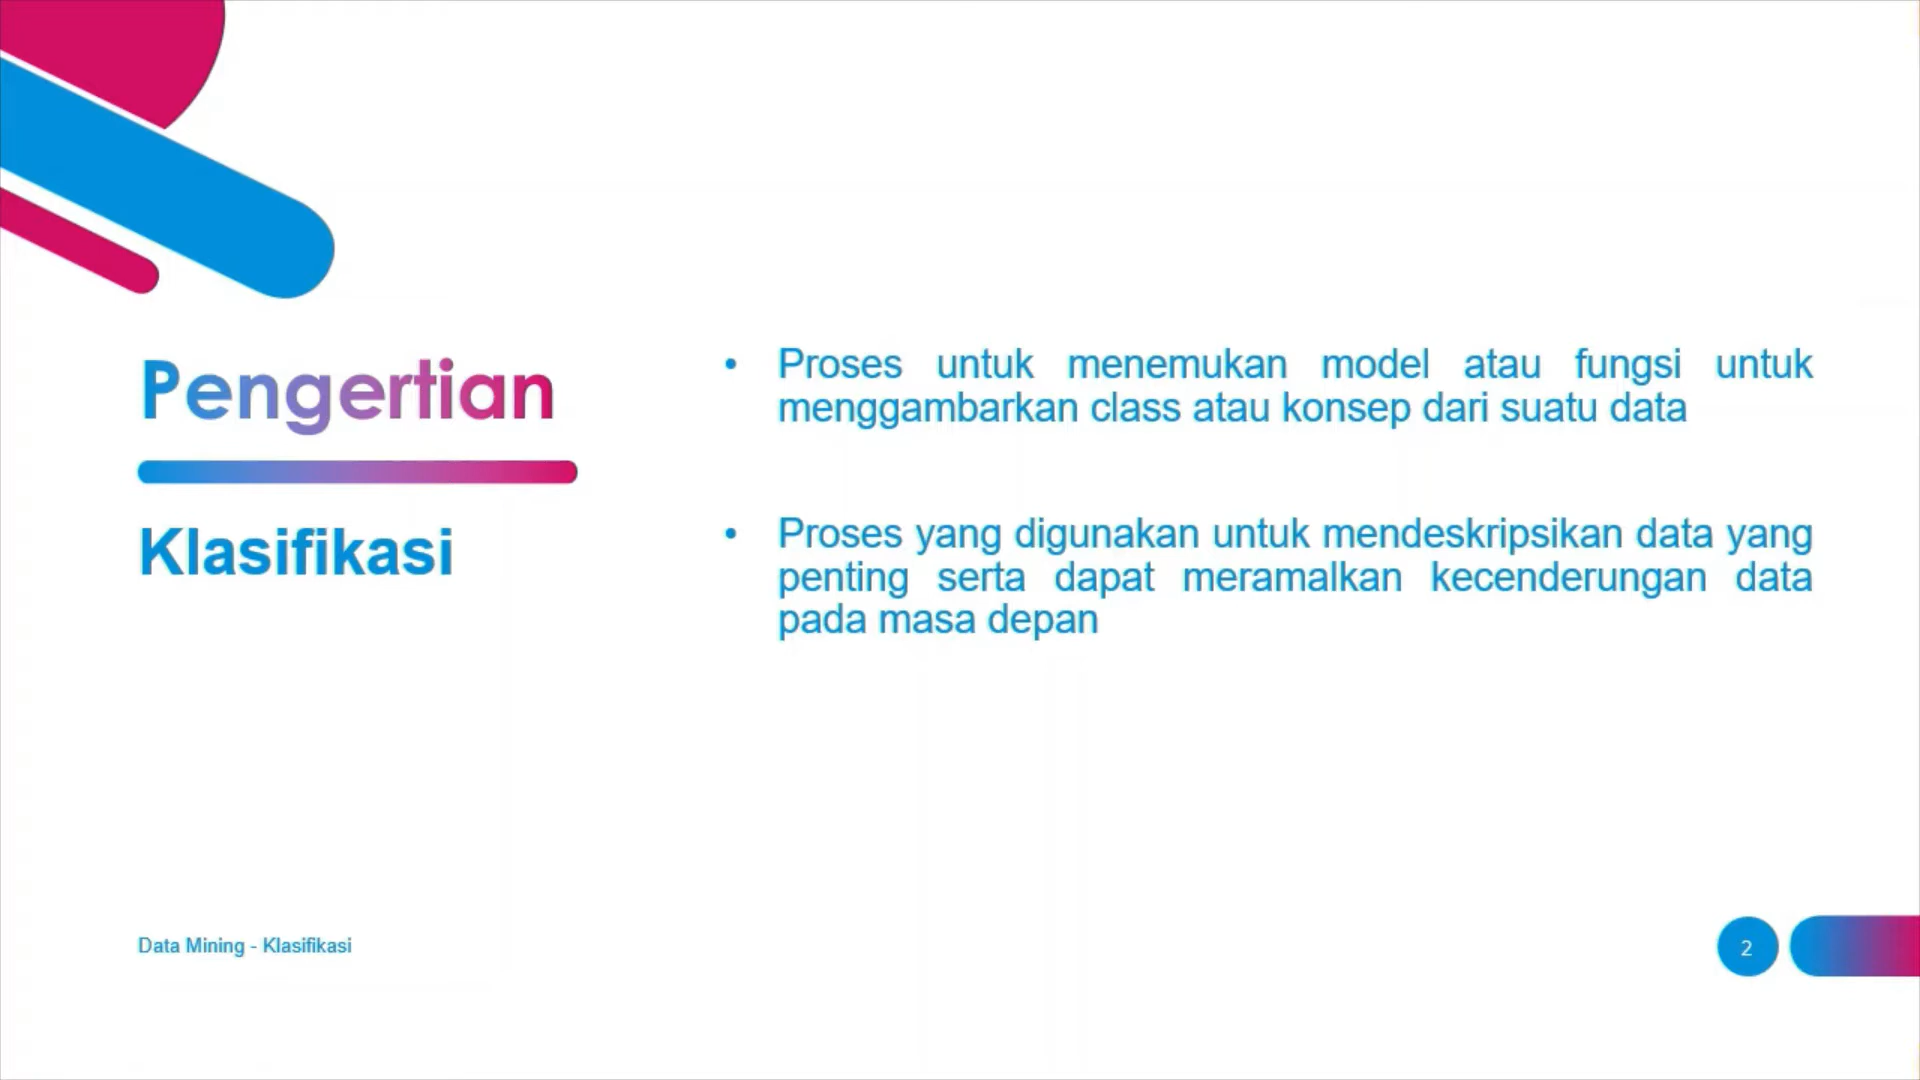 Pengertian
Klasifikasi
• Proses untuk menemukan model atau fungsi untuk
menggambarkan class atau konsep dari suatu data
• Proses yang digunakan untuk mendeskripsikan data yang
penting serta dapat meramalkan kecenderungan data
pada masa depan
Data Mining - Klasifikasi
2